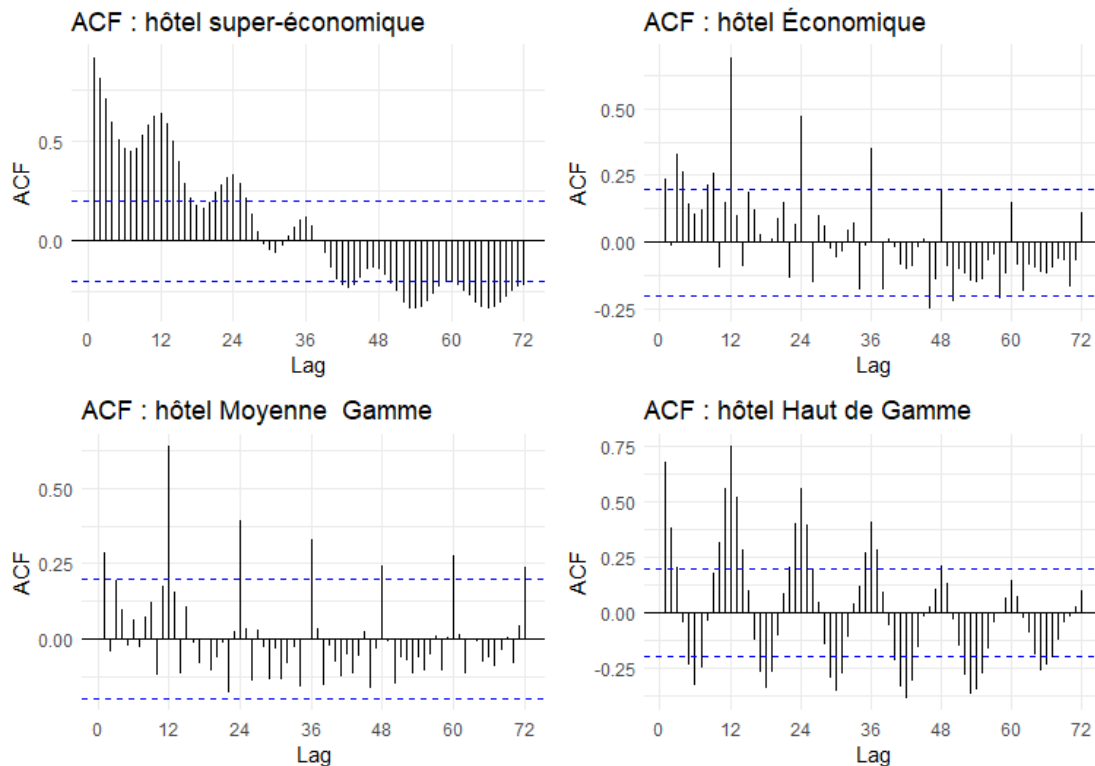 ACF : hôtel super-économique
ACF
0.5
0.0
0 12 24 36 48 60 72
Lag
ACF : hôtel Économique
ACF
0.50
0.25
0.00
-0.25
0 12 24 36 48 60 72
Lag
ACF : hôtel Moyenne  Gamme
ACF
0.50
0.25
0.00
0 12 24 36 48 60 72
Lag
ACF : hôtel Haut de Gamme
ACF
0.75
0.50
0.25
0.00
-0.25
0 12 24 36 48 60 72
Lag